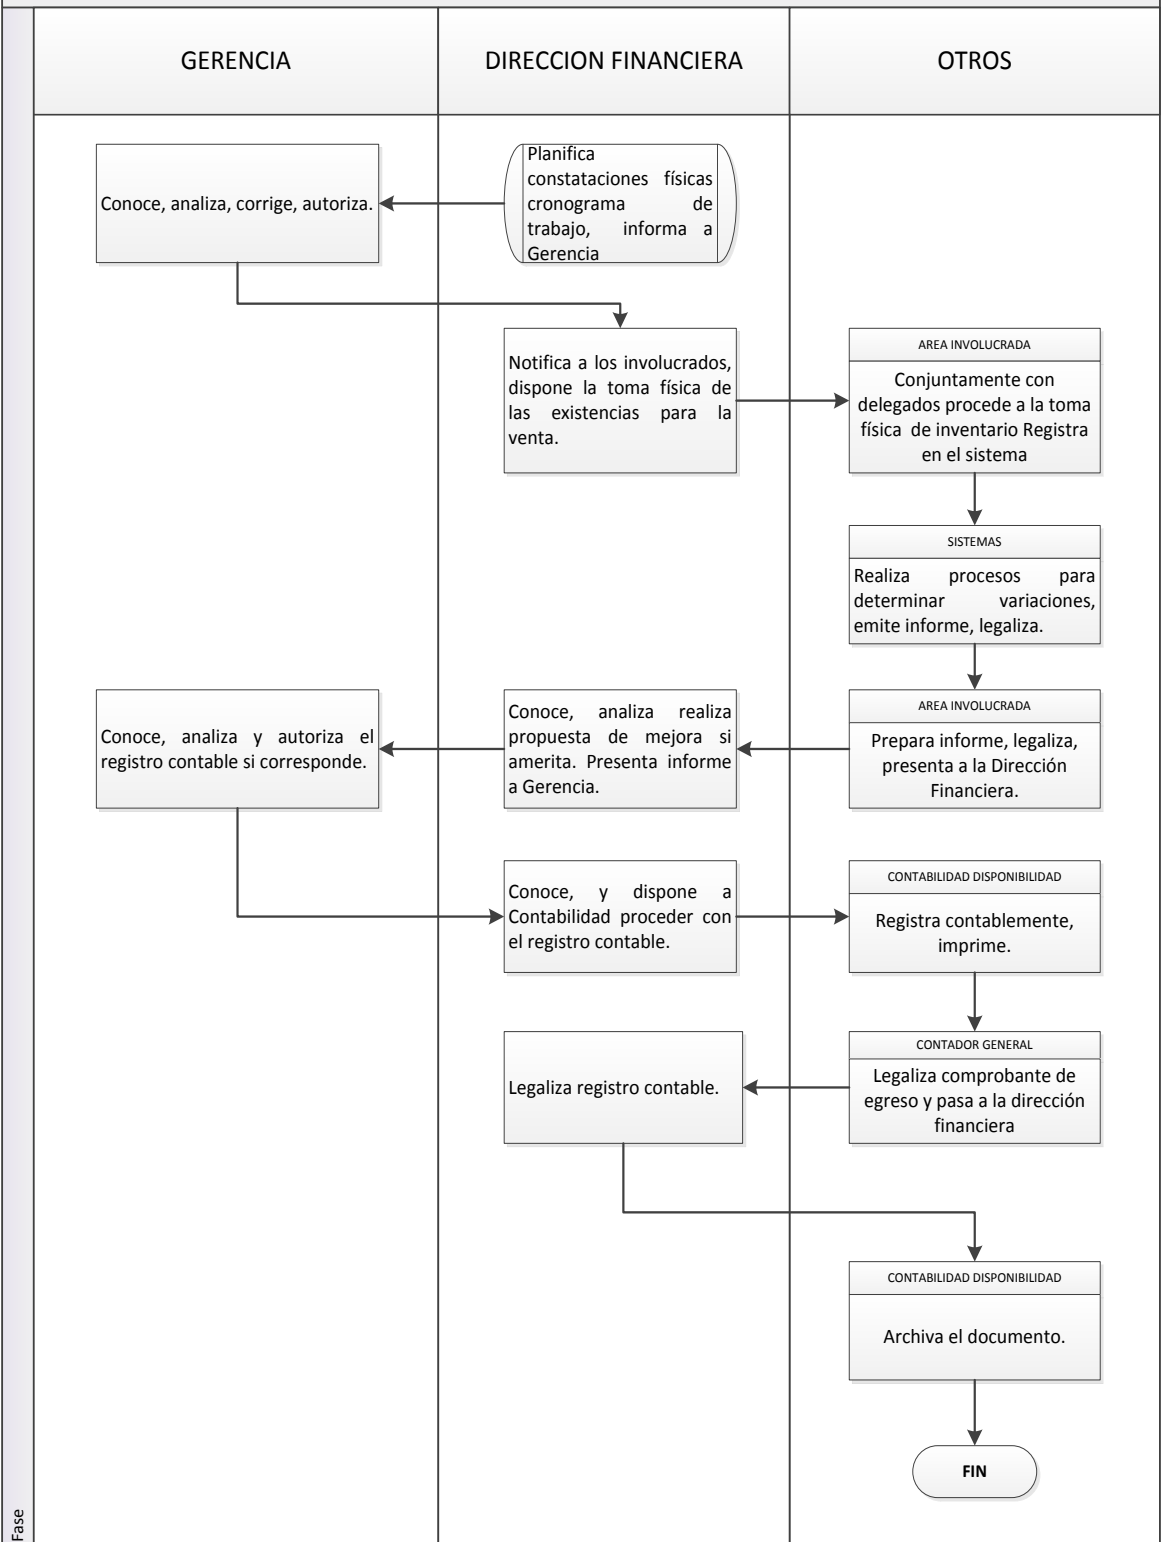 GERENCIA
DIRECCION FINANCIERA
OTROS
Conoce, analiza, corrige, autoriza.
Planifica
constataciones físicas
cronograma de
trabajo, informa a
Gerencia
Notifica a los involucrados,
dispone la toma física de
las existencias para la
venta.
AREA INVOLUCRADA
Conjuntamente con
delegados procede a la toma
física de inventario Registra
en el sistema
SISTEMAS
Realiza procesos para
determinar variaciones,
emite informe, legaliza.
Conoce, analiza y autoriza el
registro contable si corresponde.
Conoce, analiza realiza
propuesta de mejora si
amerita. Presenta informe
a Gerencia.
AREA INVOLUCRADA
Prepara informe, legaliza,
presenta a la Dirección
Financiera.
Conoce, y dispone a
Contabilidad proceder con
el registro contable.
CONTABILIDAD DISPONIBILIDAD
Registra contablemente,
imprime.
Legaliza registro contable.
CONTADOR GENERAL
Legaliza comprobante de
egreso y pasa a la dirección
financiera
CONTABILIDAD DISPONIBILIDAD
Archiva el documento.
FIN
Fase